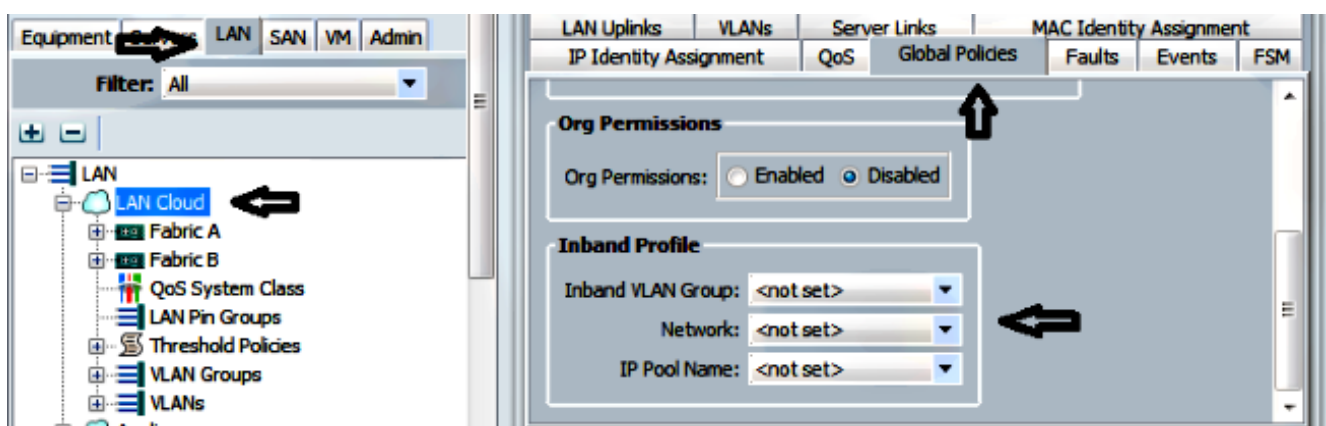 Equipment LAN SAN VM Admin
Filter: All
LAN
LAN Cloud
Fabric A
Fabric B
QoS System Class
LAN Pin Groups
Threshold Policies
VLAN Groups
VLANs
LAN Uplinks VLANs Server Links MAC Identity Assignment
IP Identity Assignment QoS Global Policies Faults Events FSM
Org Permissions
Org Permissions: Enabled Disabled
Inband Profile
Inband VLAN Group: <not set>
Network: <not set>
IP Pool Name: <not set>